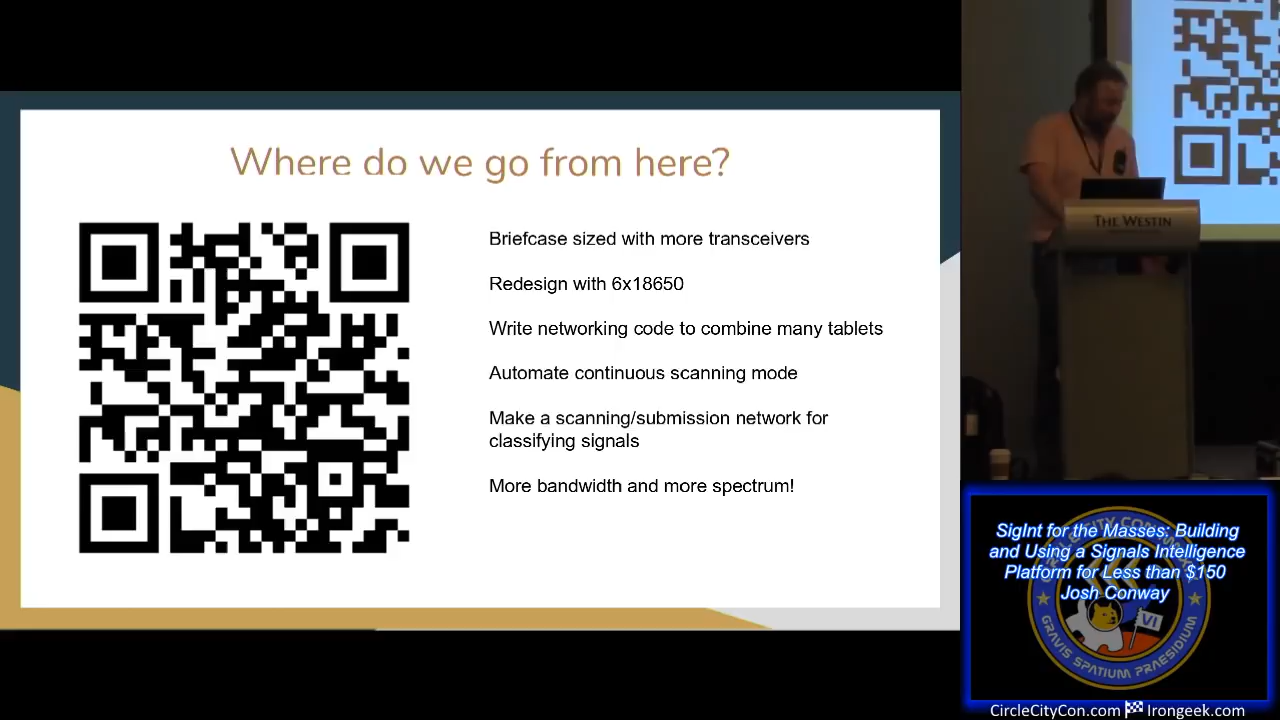 Where do we go from here?
Briefcase sized with more transceivers
Redesign with 6x18650
Write networking code to combine many tablets
Automate continuous scanning mode
Make a scanning/submission network for
classifying signals
More bandwidth and more spectrum!
THE WESTIN
SigInt for the Masses: Building
and Using a Signals Intelligence
Platform for Less than $150
Josh Conway
VI
GRAVIS SPATIUM PRAESIDIUM
CircleCityCon.com Irongeek.com